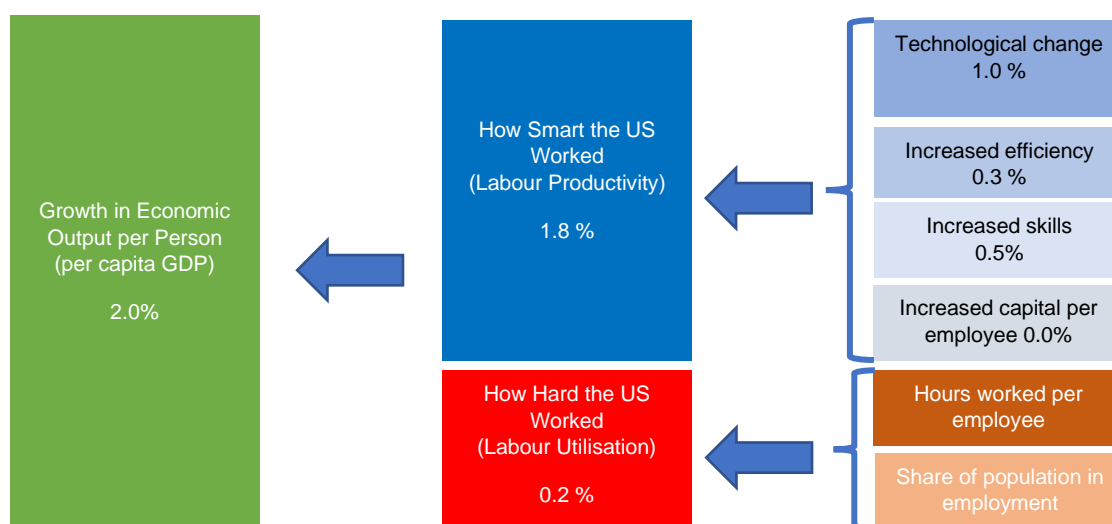 Growth in Economic
Output per Person
(per capita GDP)
2.0%
How Smart the US
Worked
(Labour Productivity)
1.8 %
How Hard the US
Worked
(Labour Utilisation)
0.2 %
Technological change
1.0 %
Increased efficiency
0.3 %
Increased skills
0.5%
Increased capital per
employee 0.0%
Hours worked per
employee
Share of population in
employment